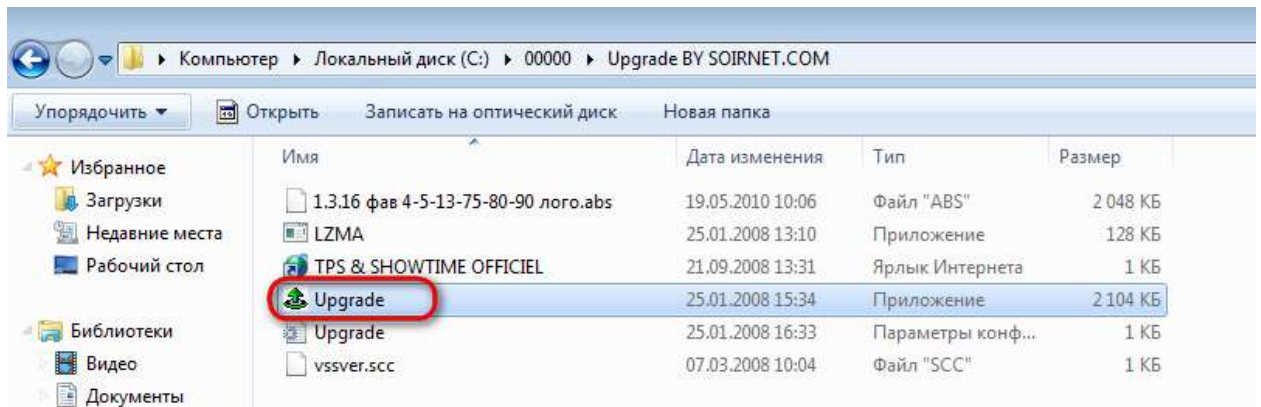 Компьютер Локальный диск (C:) 00000 Upgrade BY SOIRNET.COM
Упорядочить Открыть Записать на оптический диск Новая папка
Имя Дата изменения Тип Размер
Избранное
Загрузки
Недавние места
Рабочий стол
Библиотеки
Видео
Документы
1.3.16 фав 4-5-13-75-80-90 лого.abs 19.05.2010 10:06 Файл "ABS" 2 048 КБ
LZMA 25.01.2008 13:10 Приложение 128 КБ
TPS & SHOWTIME OFFICIEL 21.09.2008 13:31 Ярлык Интернета 1 КБ
Upgrade 25.01.2008 15:34 Приложение 2 104 КБ
Upgrade 25.01.2008 16:33 Параметры конф... 1 КБ
vssver.scc 07.03.2008 10:04 Файл "SCC" 1 КБ